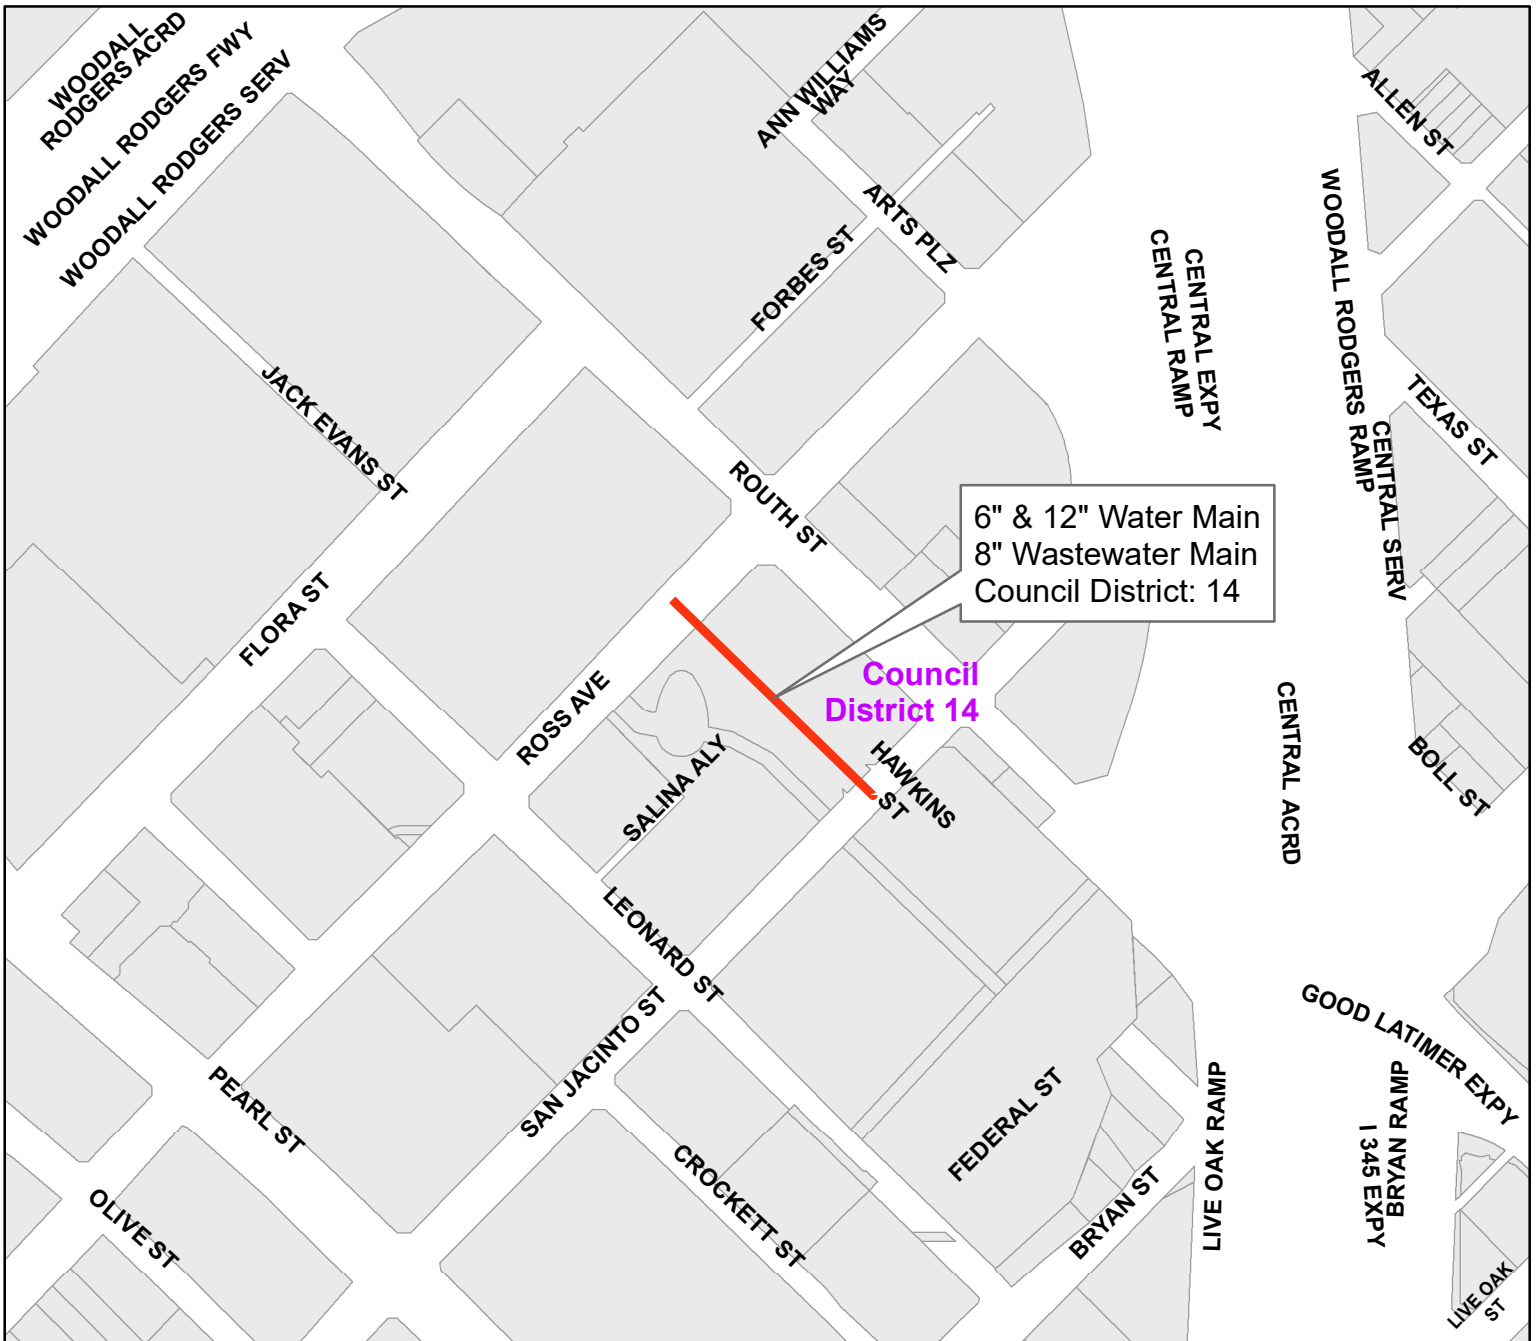 WOODALL
RODGERS ACRD
WOODALL RODGERS FWY
WOODALL RODGERS SERV
ANN WILLIAMS
WAY
ALLEN ST
ARTS PLZ
FORBES ST
CENTRAL EXPY
CENTRAL RAMP
WOODALL RODGERS RAMP
JACK EVANS ST
TEXAS ST
CENTRAL SERV
ROUTH ST
6" & 12" Water Main
8" Wastewater Main
Council District: 14
FLORA ST
Council
District 14
ROSS AVE
SALINA ALY
HAWKINS
ST
CENTRAL ACRD
BOLL ST
LEONARD ST
SAN JACINTO ST
GOOD LATIMER EXPY
PEARL ST
FEDERAL ST
LIVE OAK RAMP
BRYAN RAMP
I 345 EXPY
CROCKETT ST
BRYAN ST
OLIVE ST
LIVE OAK
ST